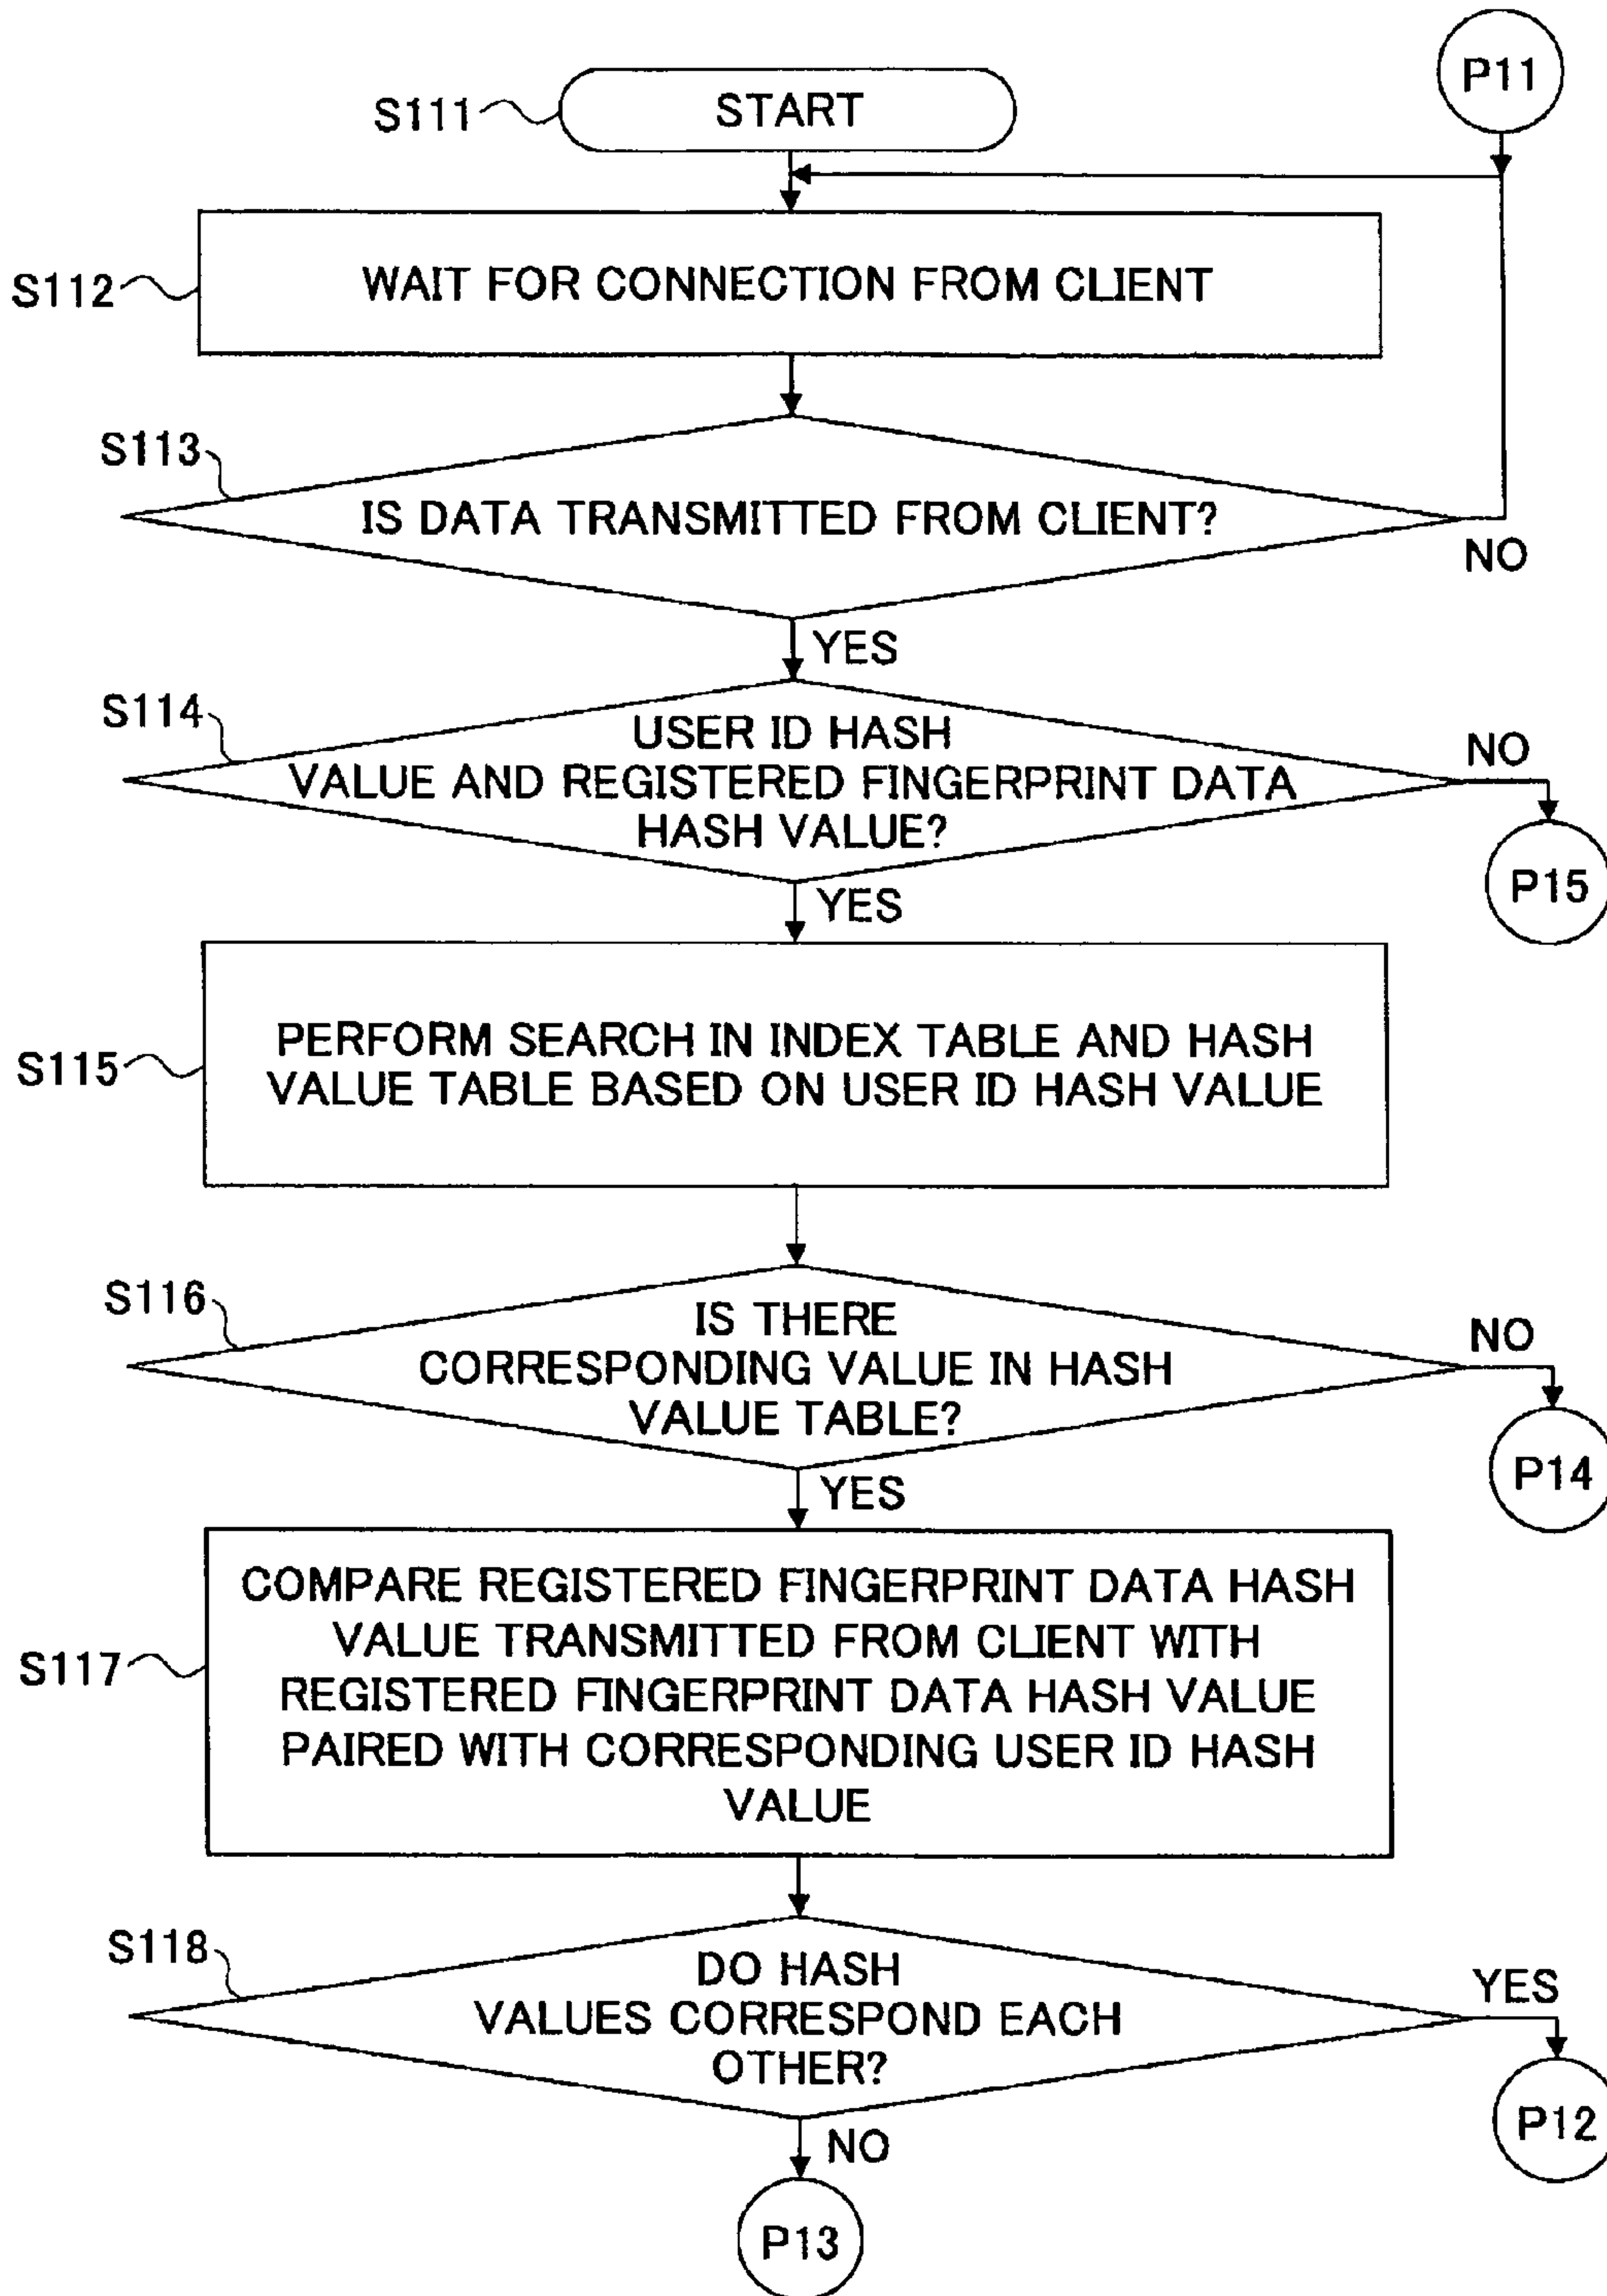 P11
S111
START
S112
WAIT FOR CONNECTION FROM CLIENT
S113
IS DATA TRANSMITTED FROM CLIENT?
NO
YES
S114
USER ID HASH
VALUE AND REGISTERED FINGERPRINT DATA
HASH VALUE?
NO
P15
YES
S115
PERFORM SEARCH IN INDEX TABLE AND HASH
VALUE TABLE BASED ON USER ID HASH VALUE
S116
IS THERE
CORRESPONDING VALUE IN HASH
VALUE TABLE?
NO
P14
YES
S117
COMPARE REGISTERED FINGERPRINT DATA HASH
VALUE TRANSMITTED FROM CLIENT WITH
REGISTERED FINGERPRINT DATA HASH VALUE
PAIRED WITH CORRESPONDING USER ID HASH
VALUE
S118
DO HASH
VALUES CORRESPOND EACH
OTHER?
YES
P12
NO
P13